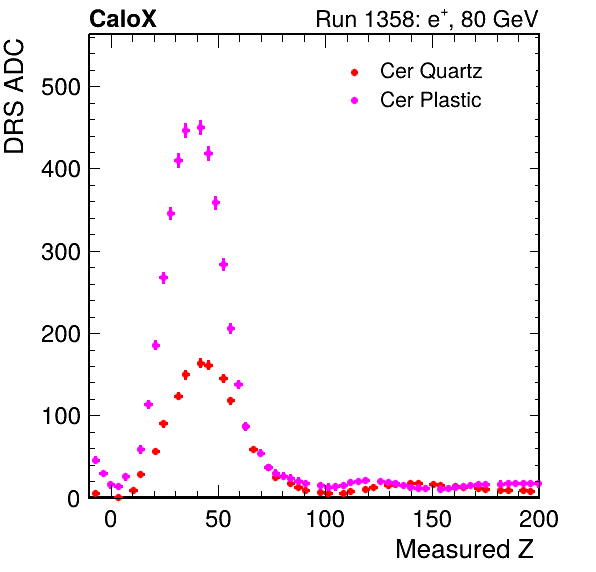 CaloX Run 1358: e⁺, 80 GeV
DRS ADC
Cer Quartz
Cer Plastic
500
400
300
200
100
0
0 50 100 150 200
Measured Z